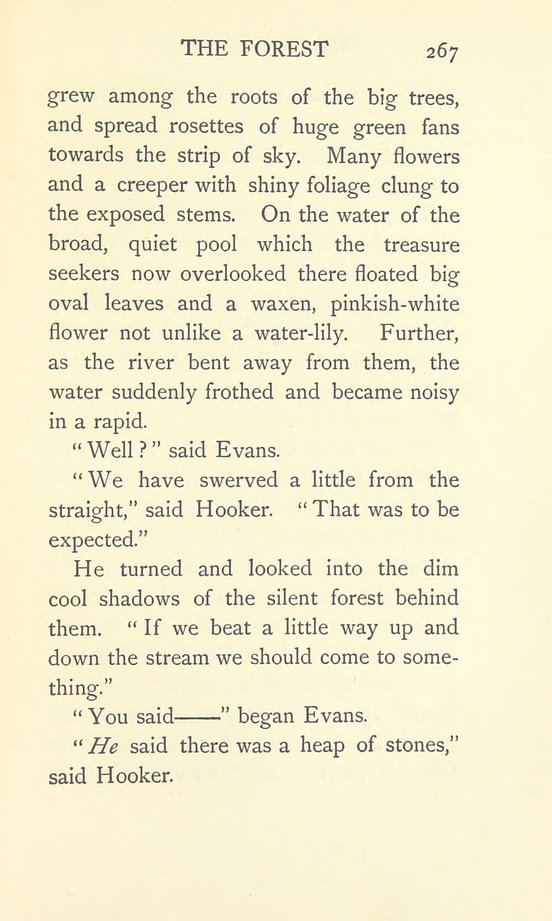 THE FOREST 267
grew among the roots of the big trees,
and spread rosettes of huge green fans
towards the strip of sky. Many flowers
and a creeper with shiny foliage clung to
the exposed stems. On the water of the
broad, quiet pool which the treasure
seekers now overlooked there floated big
oval leaves and a waxen, pinkish-white
flower not unlike a water-lily. Further,
as the river bent away from them, the
water suddenly frothed and became noisy
in a rapid.
“Well?” said Evans.
“We have swerved a little from the
straight,” said Hooker. “That was to be
expected.”
He turned and looked into the dim
cool shadows of the silent forest behind
them. “If we beat a little way up and
down the stream we should come to some-
thing.”
“You said——” began Evans.
“He said there was a heap of stones,”
said Hooker.